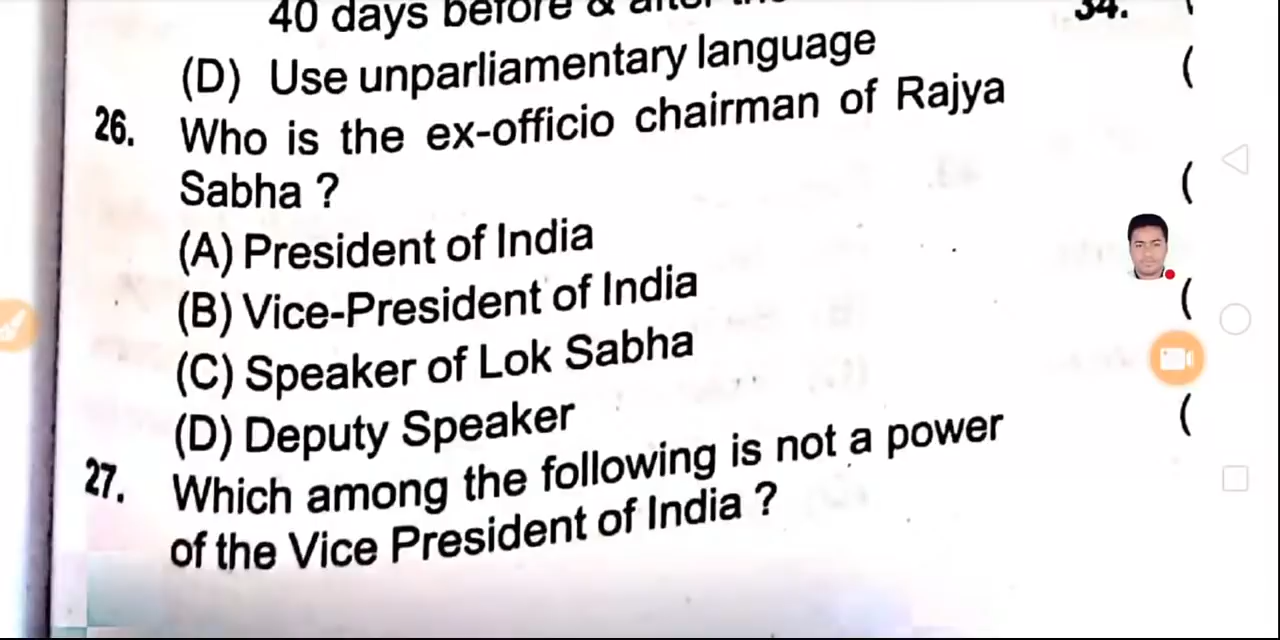 40 days before &
34.
(D) Use unparliamentary language
26. Who is the ex-officio chairman of Rajya
Sabha ?
(A) President of India
(B) Vice-President of India
(C) Speaker of Lok Sabha
(D) Deputy Speaker
27. Which among the following is not a power
of the Vice President of India ?
(
(
(
(